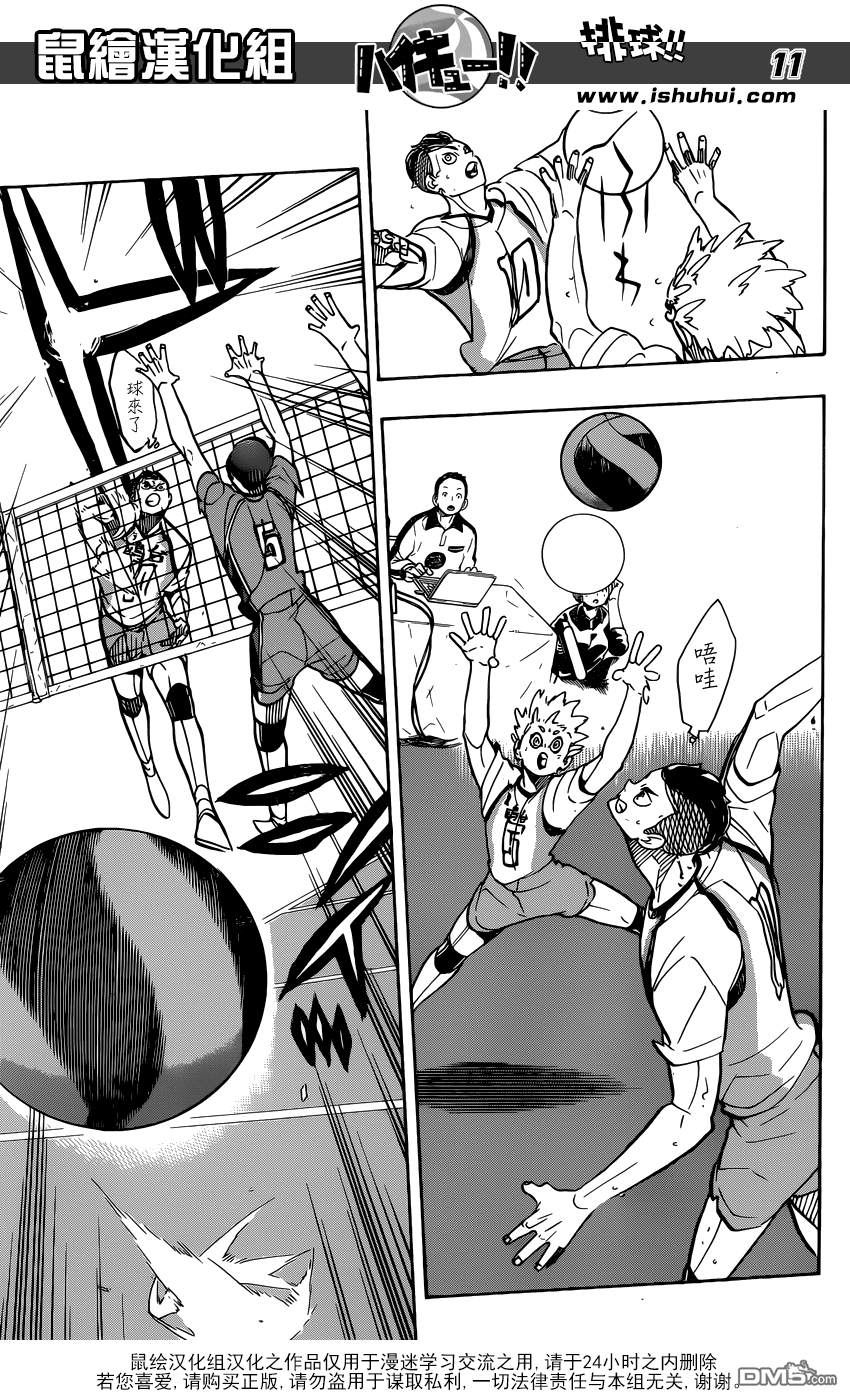 鼠繪漢化組
ハイキュー!!
排球!!
11
www.ishuhui.com
唔哇
球來了
5
鼠绘汉化组汉化之作品仅用于漫迷学习交流之用,请于24小时之内删除
若您喜爱,请购买正版,请勿用于谋取私利,一切法律责任与本组无关,谢谢.
DM5.com